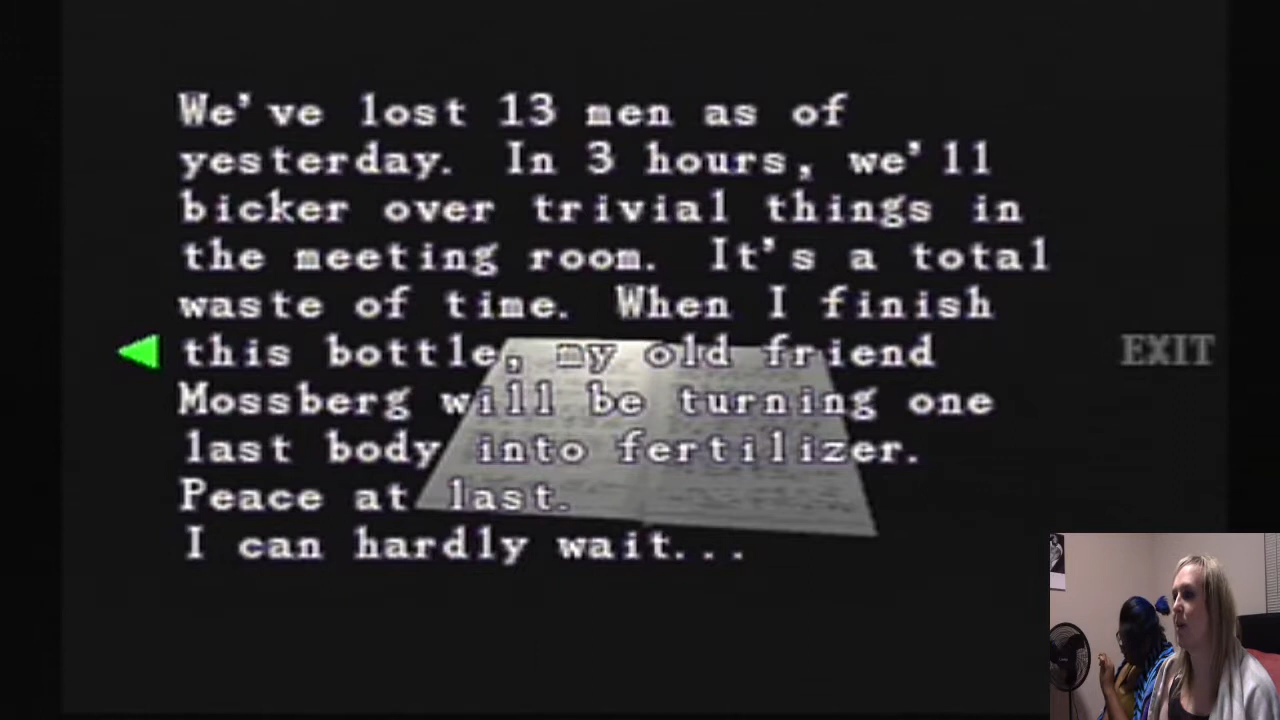 We've lost 13 men as of
yesterday. In 3 hours, we'll
bicker over trivial things in
the meeting room. It's a total
waste of time. When I finish
this bottle, my old friend
EXIT
Mossberg will be turning one
last body into fertilizer.
Peace at last.
I can hardly wait...